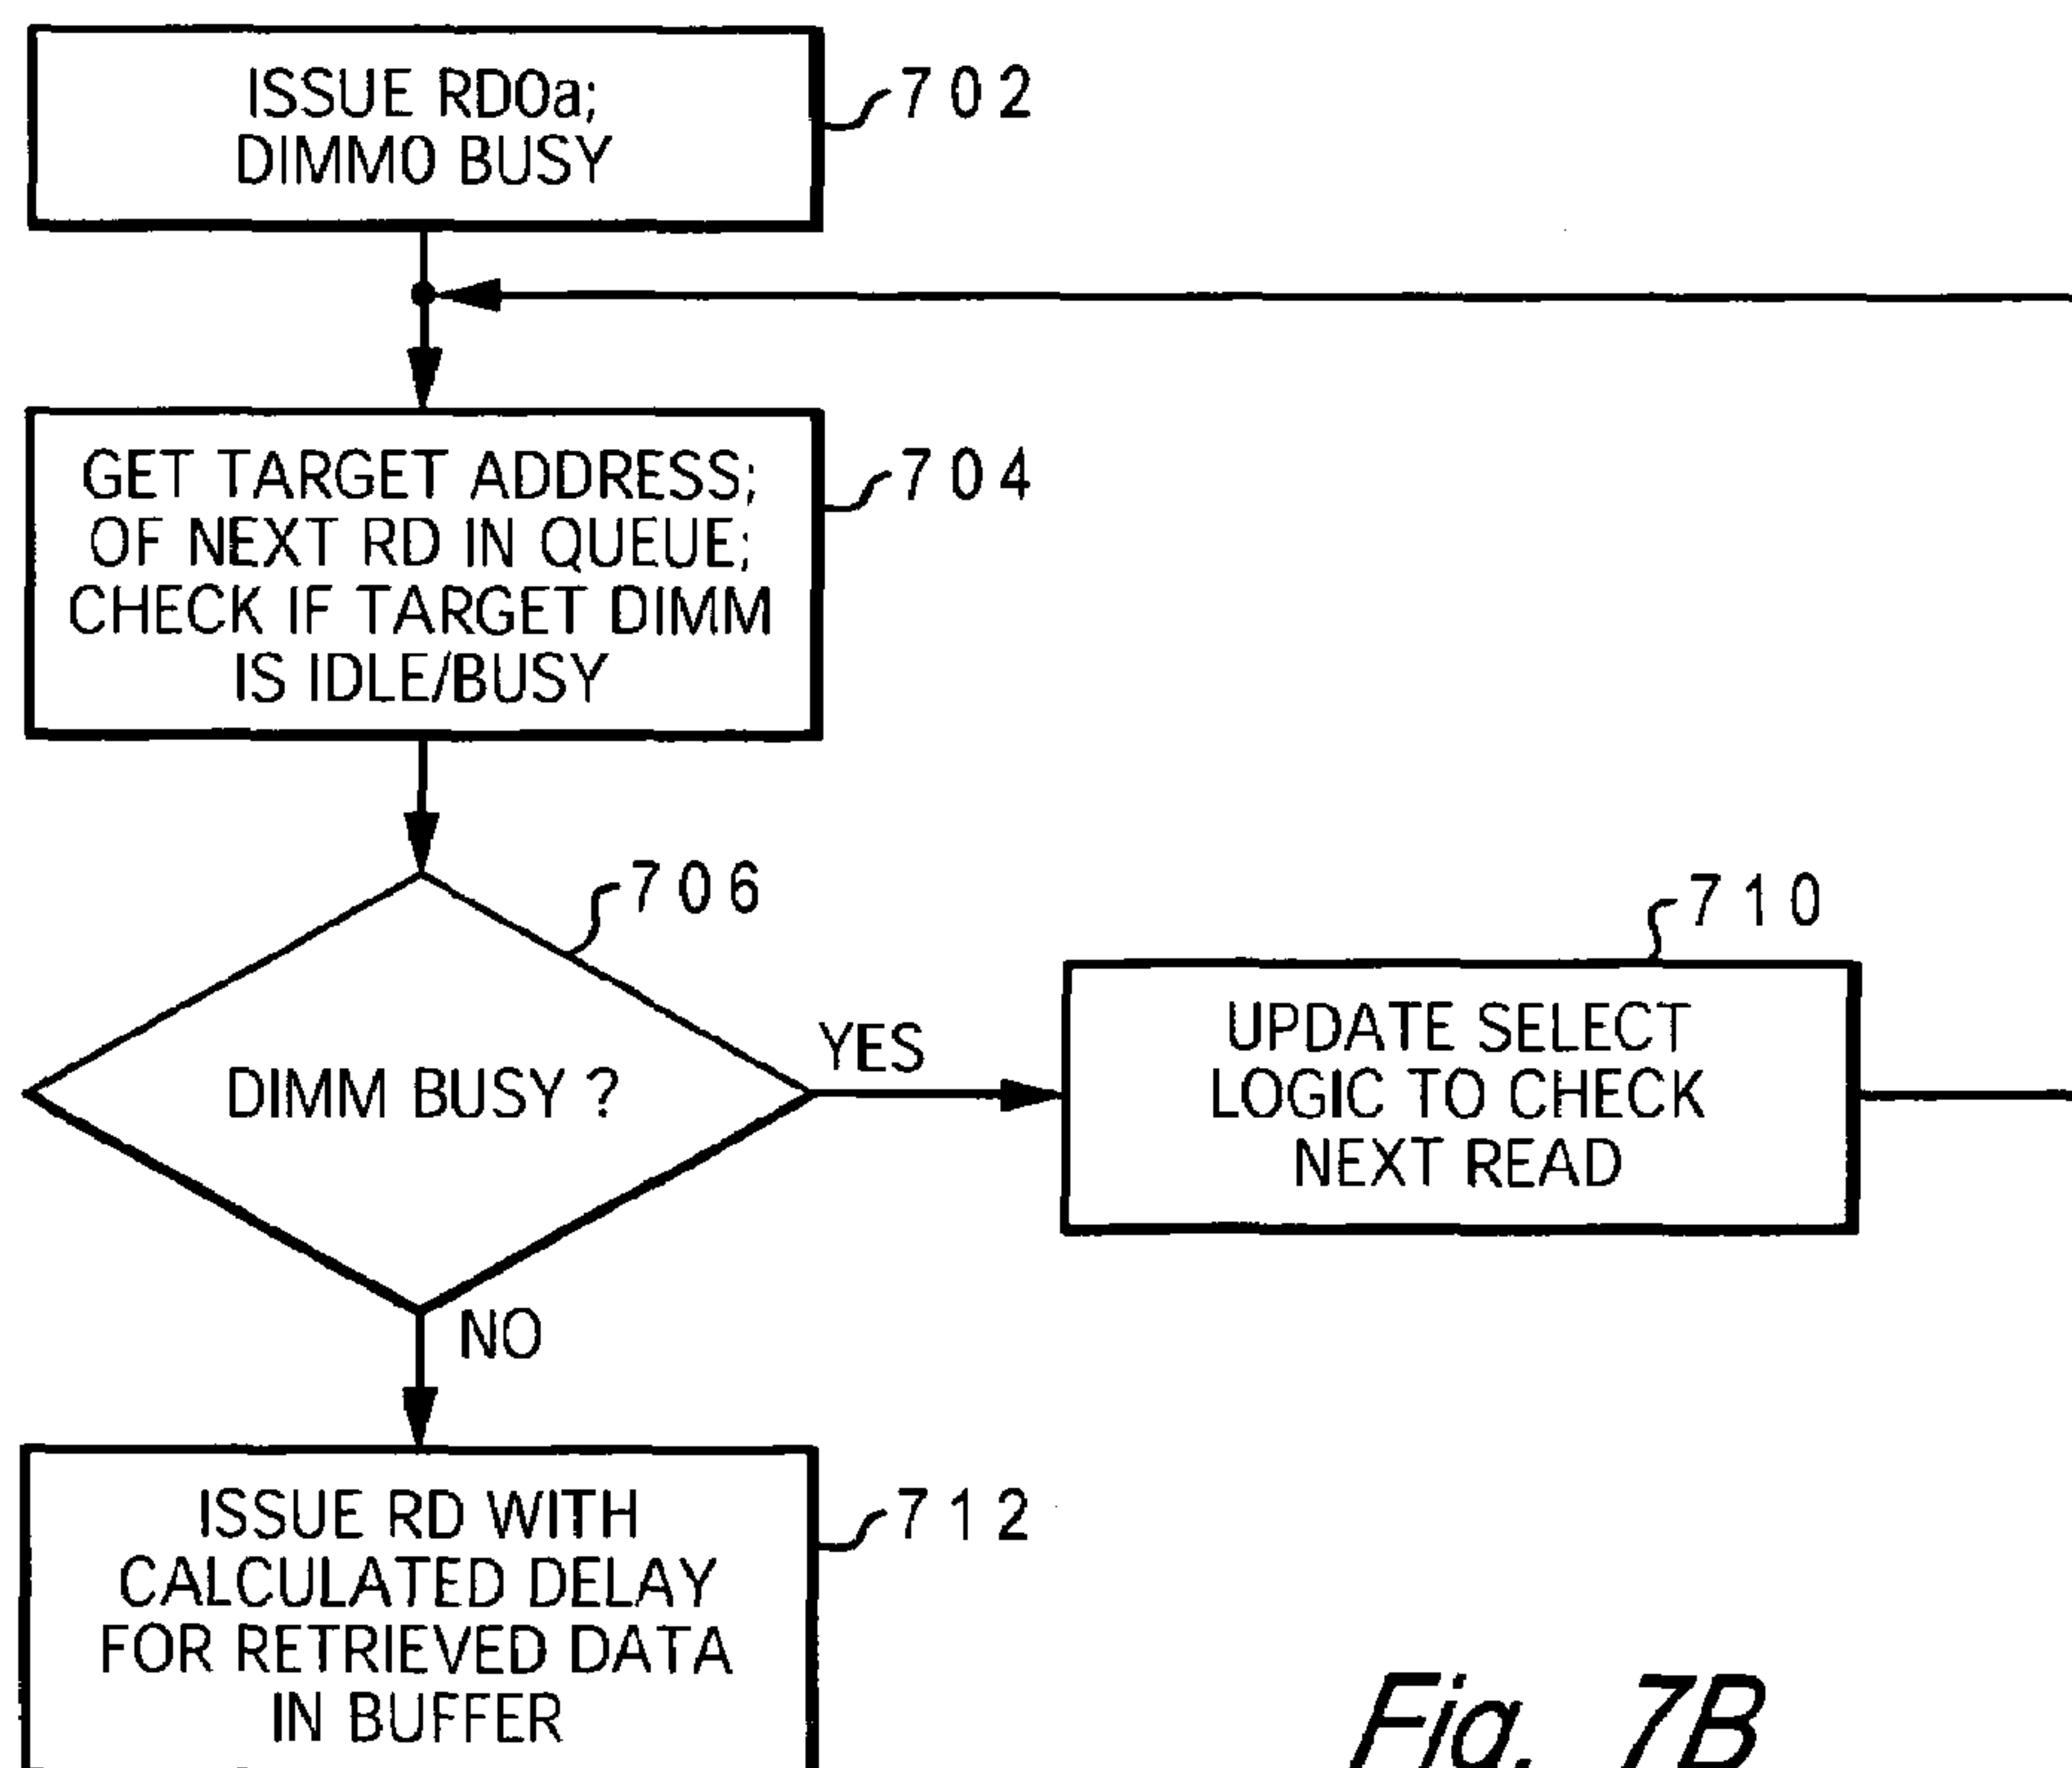 ISSUE RD0a;
DIMM0 BUSY
702
GET TARGET ADDRESS;
OF NEXT RD IN QUEUE;
CHECK IF TARGET DIMM
IS IDLE/BUSY
704
706
DIMM BUSY ?
YES
710
UPDATE SELECT
LOGIC TO CHECK
NEXT READ
NO
ISSUE RD WITH
CALCULATED DELAY
FOR RETRIEVED DATA
IN BUFFER
712
Fig. 7B